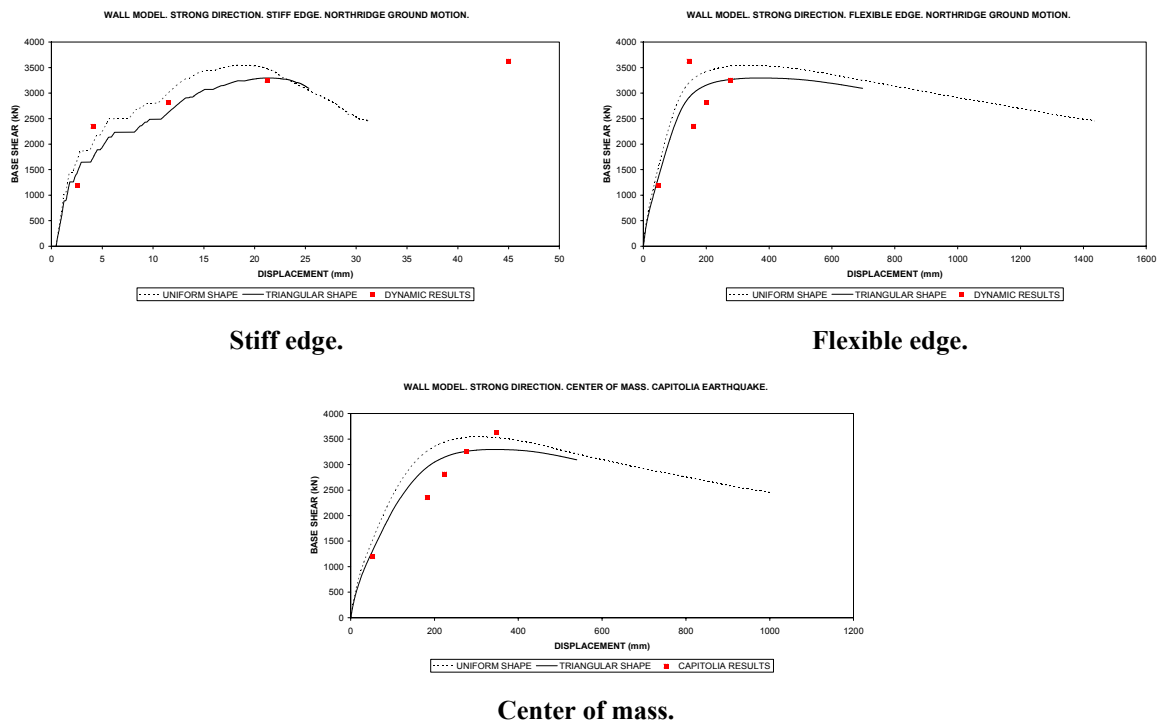 WALL MODEL. STRONG DIRECTION. STIFF EDGE. NORTHRIDGE GROUND MOTION.
BASE SHEAR (kN)
4000
3500
3000
2500
2000
1500
1000
500
0
0 5 10 15 20 25 30 35 40 45 50
DISPLACEMENT (mm)
UNIFORM SHAPE TRIANGULAR SHAPE DYNAMIC RESULTS
Stiff edge.
WALL MODEL. STRONG DIRECTION. FLEXIBLE EDGE. NORTHRIDGE GROUND MOTION.
BASE SHEAR (kN)
4000
3500
3000
2500
2000
1500
1000
500
0
0 200 400 600 800 1000 1200 1400 1600
DISPLACEMENT (mm)
UNIFORM SHAPE TRIANGULAR SHAPE DYNAMIC RESULTS
Flexible edge.
WALL MODEL. STRONG DIRECTION. CENTER OF MASS. CAPITOLIA EARTHQUAKE.
BASE SHEAR (kN)
4000
3500
3000
2500
2000
1500
1000
500
0
0 200 400 600 800 1000 1200
DISPLACEMENT (mm)
UNIFORM SHAPE TRIANGULAR SHAPE CAPITOLIA RESULTS
Center of mass.